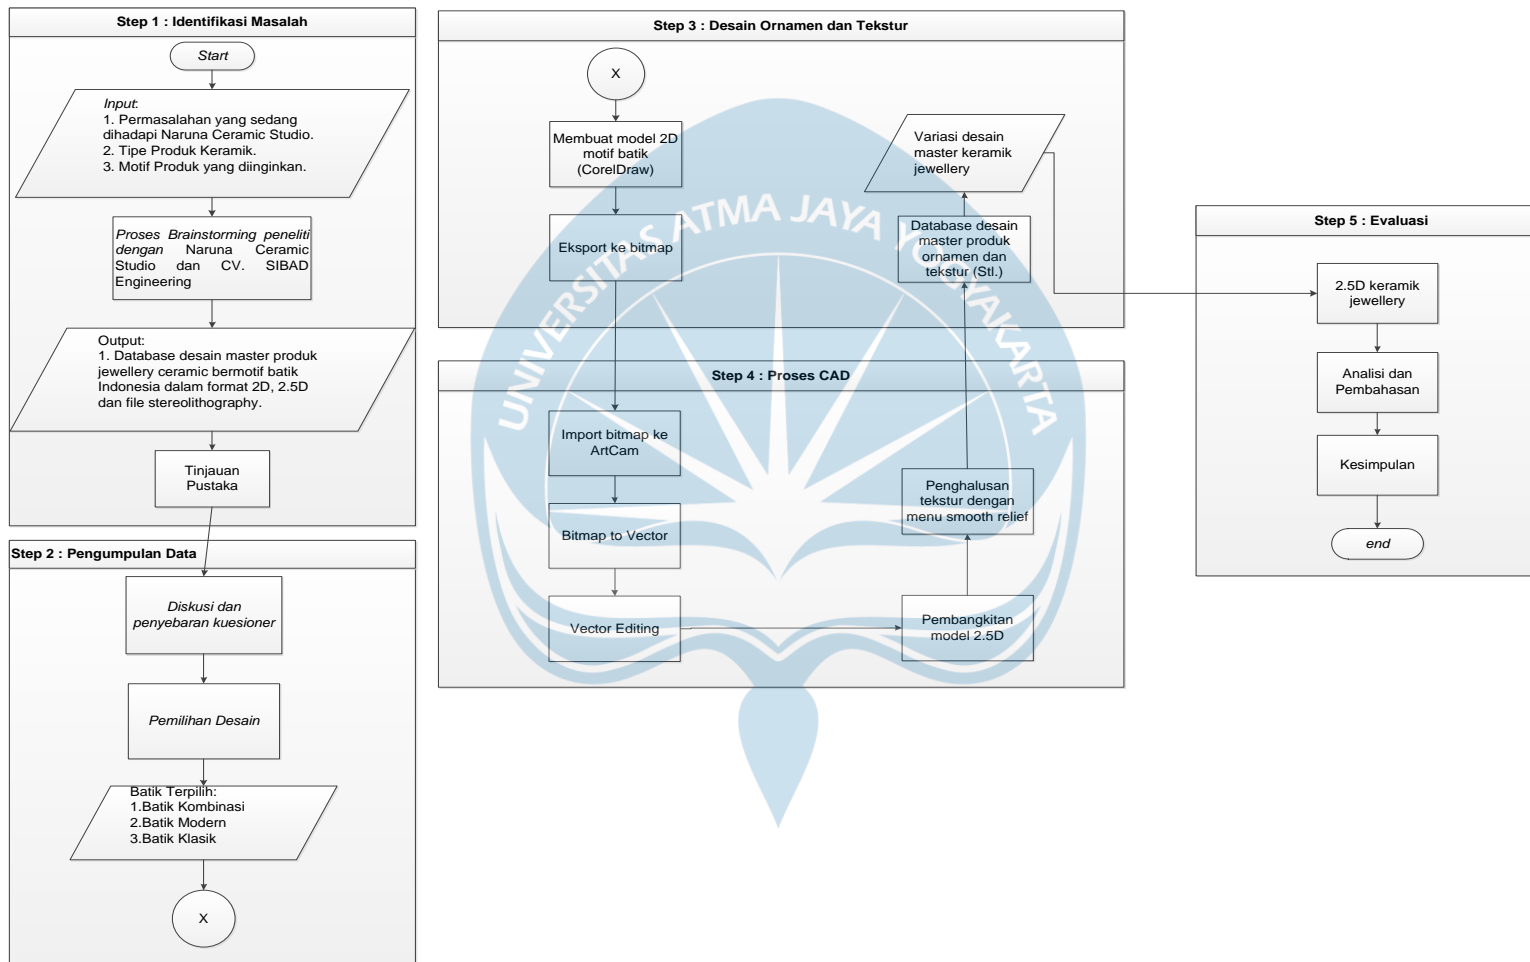 Step 1 : Identifikasi Masalah
Start
Input:
1. Permasalahan yang sedang
dihadapi Naruna Ceramic Studio.
2. Tipe Produk Keramik.
3. Motif Produk yang diinginkan.
Proses Brainstorming peneliti
dengan Naruna Ceramic
Studio dan CV. SIBAD
Engineering
Output:
1. Database desain master produk
jewellery ceramic bermotif batik
Indonesia dalam format 2D, 2.5D
dan file stereolithography.
Tinjauan
Pustaka
Step 2 : Pengumpulan Data
Diskusi dan
penyebaran kuesioner
Pemilihan Desain
Batik Terpilih:
1.Batik Kombinasi
2.Batik Modern
3.Batik Klasik
X
Step 3 : Desain Ornamen dan Tekstur
X
Membuat model 2D
motif batik
(CorelDraw)
Eksport ke bitmap
Variasi desain
master keramik
jewellery
Database desain
master produk
ornamen dan
tekstur (Stl.)
Step 4 : Proses CAD
Import bitmap ke
ArtCam
Bitmap to Vector
Vector Editing
Pembangkitan
model 2.5D
Penghalusan
tekstur dengan
menu smooth relief
Step 5 : Evaluasi
2.5D keramik
jewellery
Analisi dan
Pembahasan
Kesimpulan
end
UNIVERSITAS ATMA JAYA YOGYAKARTA